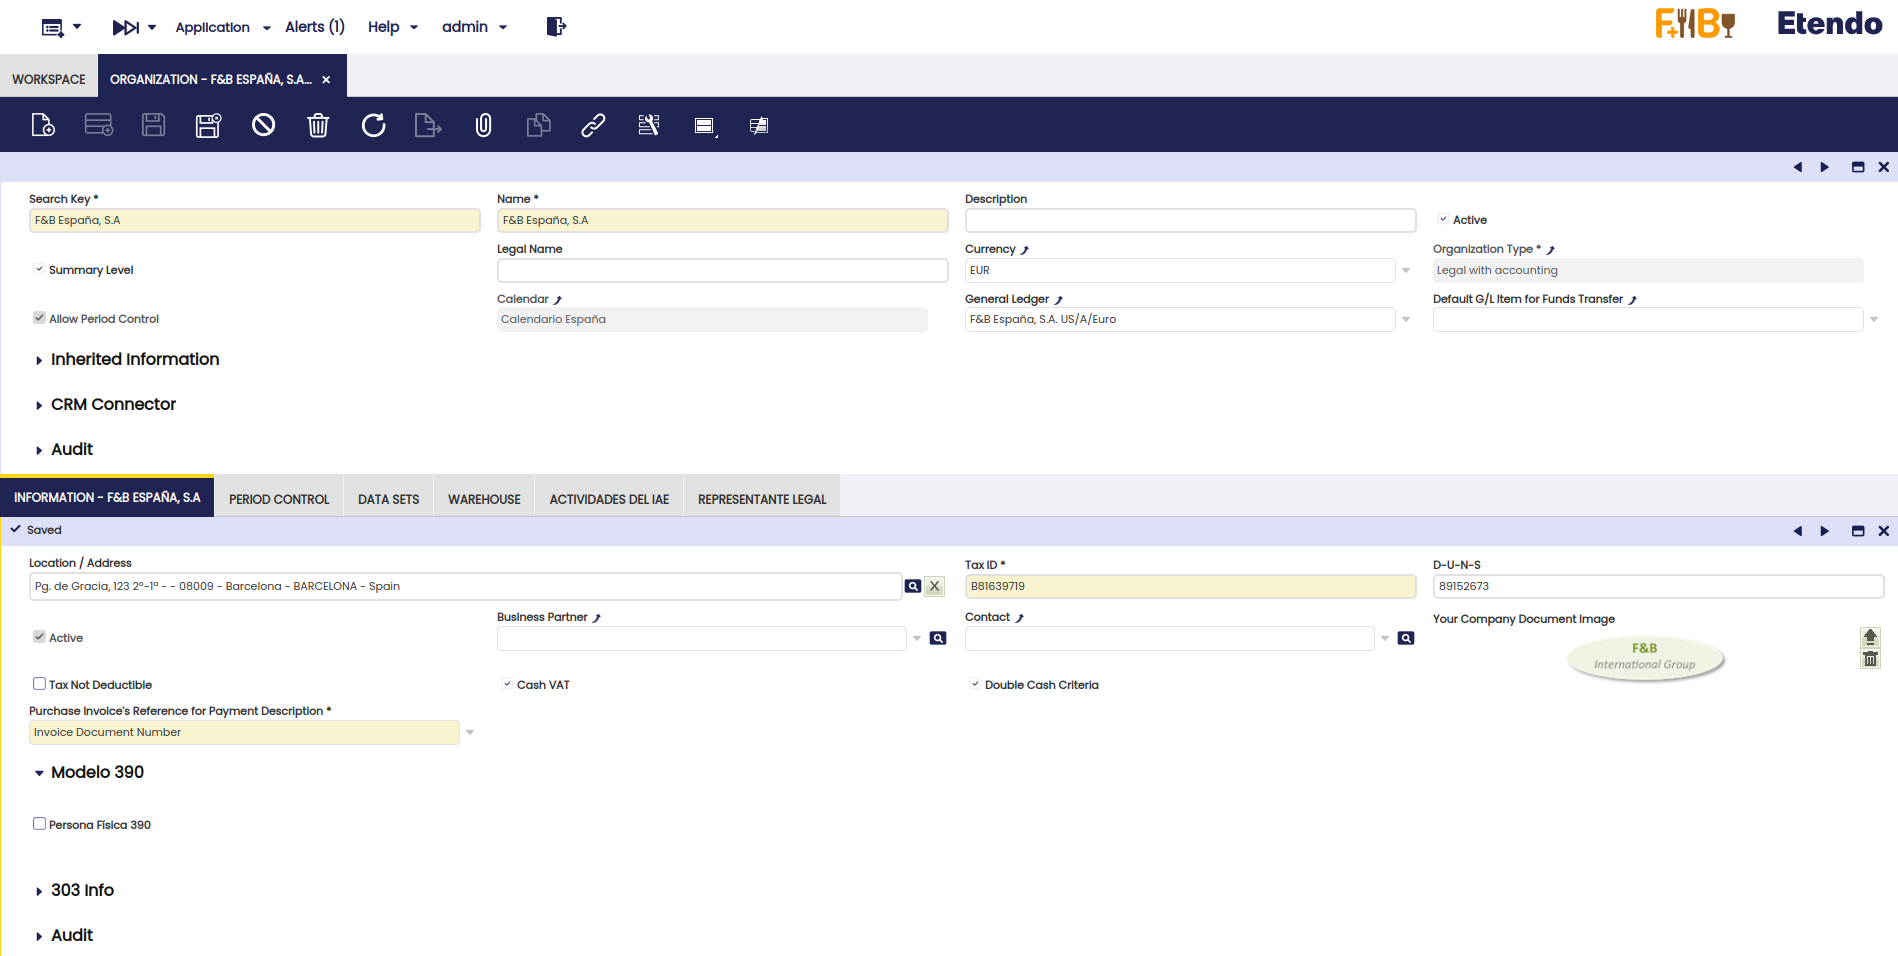 Application
Alerts (1)
Help
admin
F+B
Etendo
WORKSPACE
ORGANIZATION - F&B ESPAÑA, S.A...
Search Key *
Name *
Description
F&B España, S.A
F&B España, S.A
Active
Legal Name
Currency
Organization Type *
Summary Level
EUR
Legal with accounting
Calendar
General Ledger
Default G/L Item for Funds Transfer
Allow Period Control
Calendario España
F&B España, S.A. US/A/Euro
Inherited Information
CRM Connector
Audit
INFORMATION - F&B ESPAÑA, S.A
PERIOD CONTROL
DATA SETS
WAREHOUSE
ACTIVIDADES DEL IAE
REPRESENTANTE LEGAL
Saved
Location / Address
Tax ID *
D-U-N-S
Pg. de Gracia, 123 2º-1ª - - 08009 - Barcelona - BARCELONA - Spain
B81639719
89152673
Business Partner
Contact
Your Company Document Image
Active
F&B
International Group
Tax Not Deductible
Cash VAT
Double Cash Criteria
Purchase Invoice's Reference for Payment Description *
Invoice Document Number
Modelo 390
Persona Física 390
303 Info
Audit